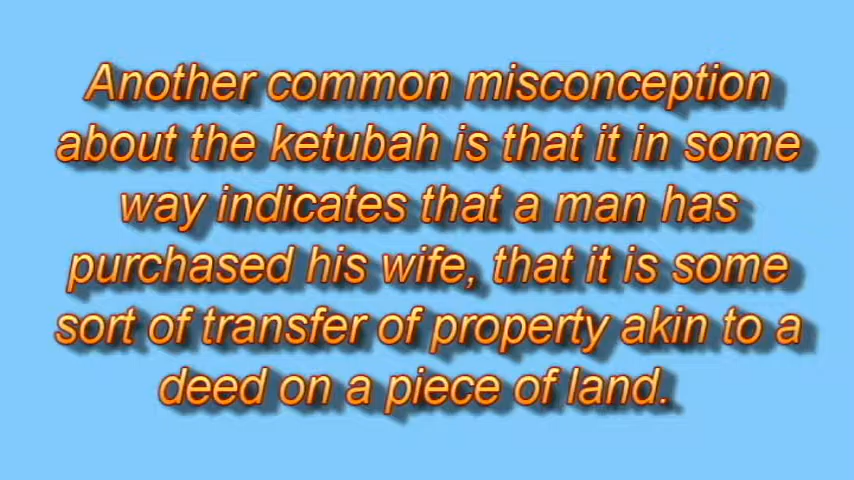 Another common misconception
about the ketubah is that it in some
way indicates that a man has
purchased his wife, that it is some
sort of transfer of property akin to a
deed on a piece of land.